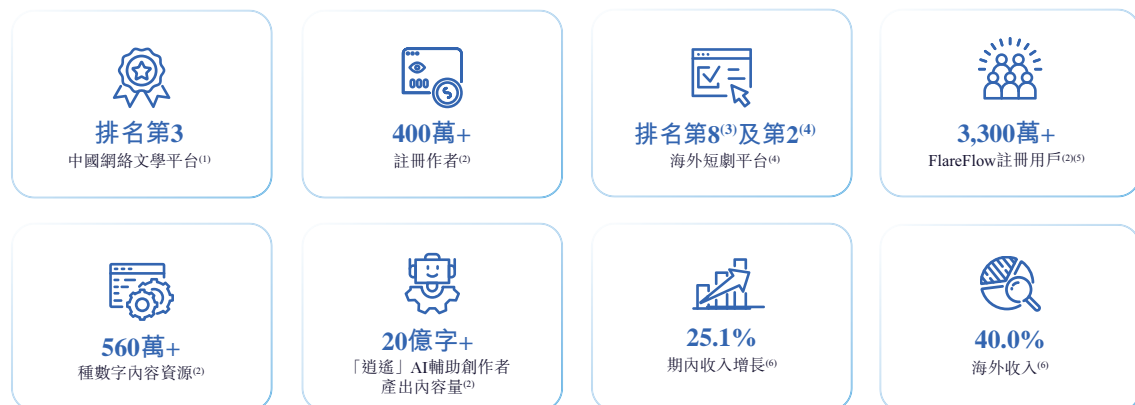 排名第3
中國網絡文學平台(1)
400萬+
註冊作者(2)
排名第8(3)及第2(4)
海外短劇平台(4)
3,300萬+
FlareFlow註冊用戶(2)(5)
560萬+
種數字內容資源(2)
20億字+
「逍遙」AI輔助創作者
產出內容量(2)
25.1%
期內收入增長(6)
40.0%
海外收入(6)